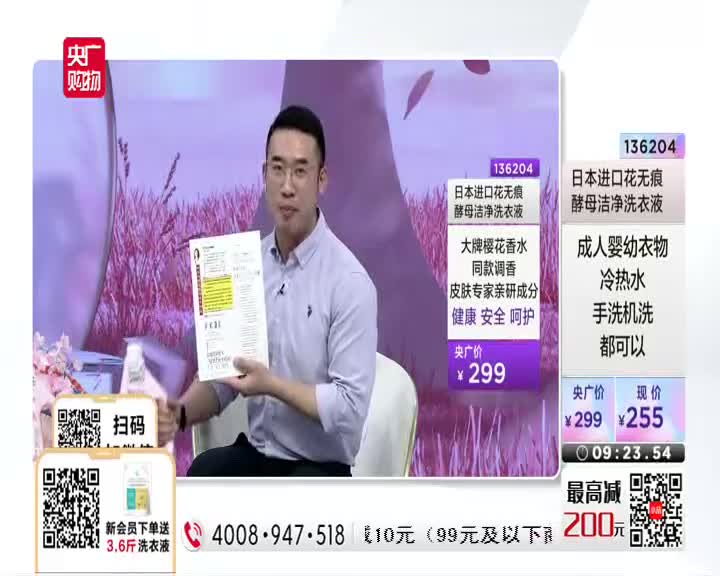 央广
购物
136204
日本进口花无痕
酵母洁净洗衣液
大牌樱花香水
同款调香
皮肤专家亲研成分
健康 安全 呵护
央广价
¥299
136204
日本进口花无痕
酵母洁净洗衣液
成人婴幼衣物
冷热水
手洗机洗
都可以
央广价
¥299
现价
¥255
09:23.54
最高减
200元
扫码
新会员下单送
3.6斤洗衣液
4008·947·518
10元（99元及以下